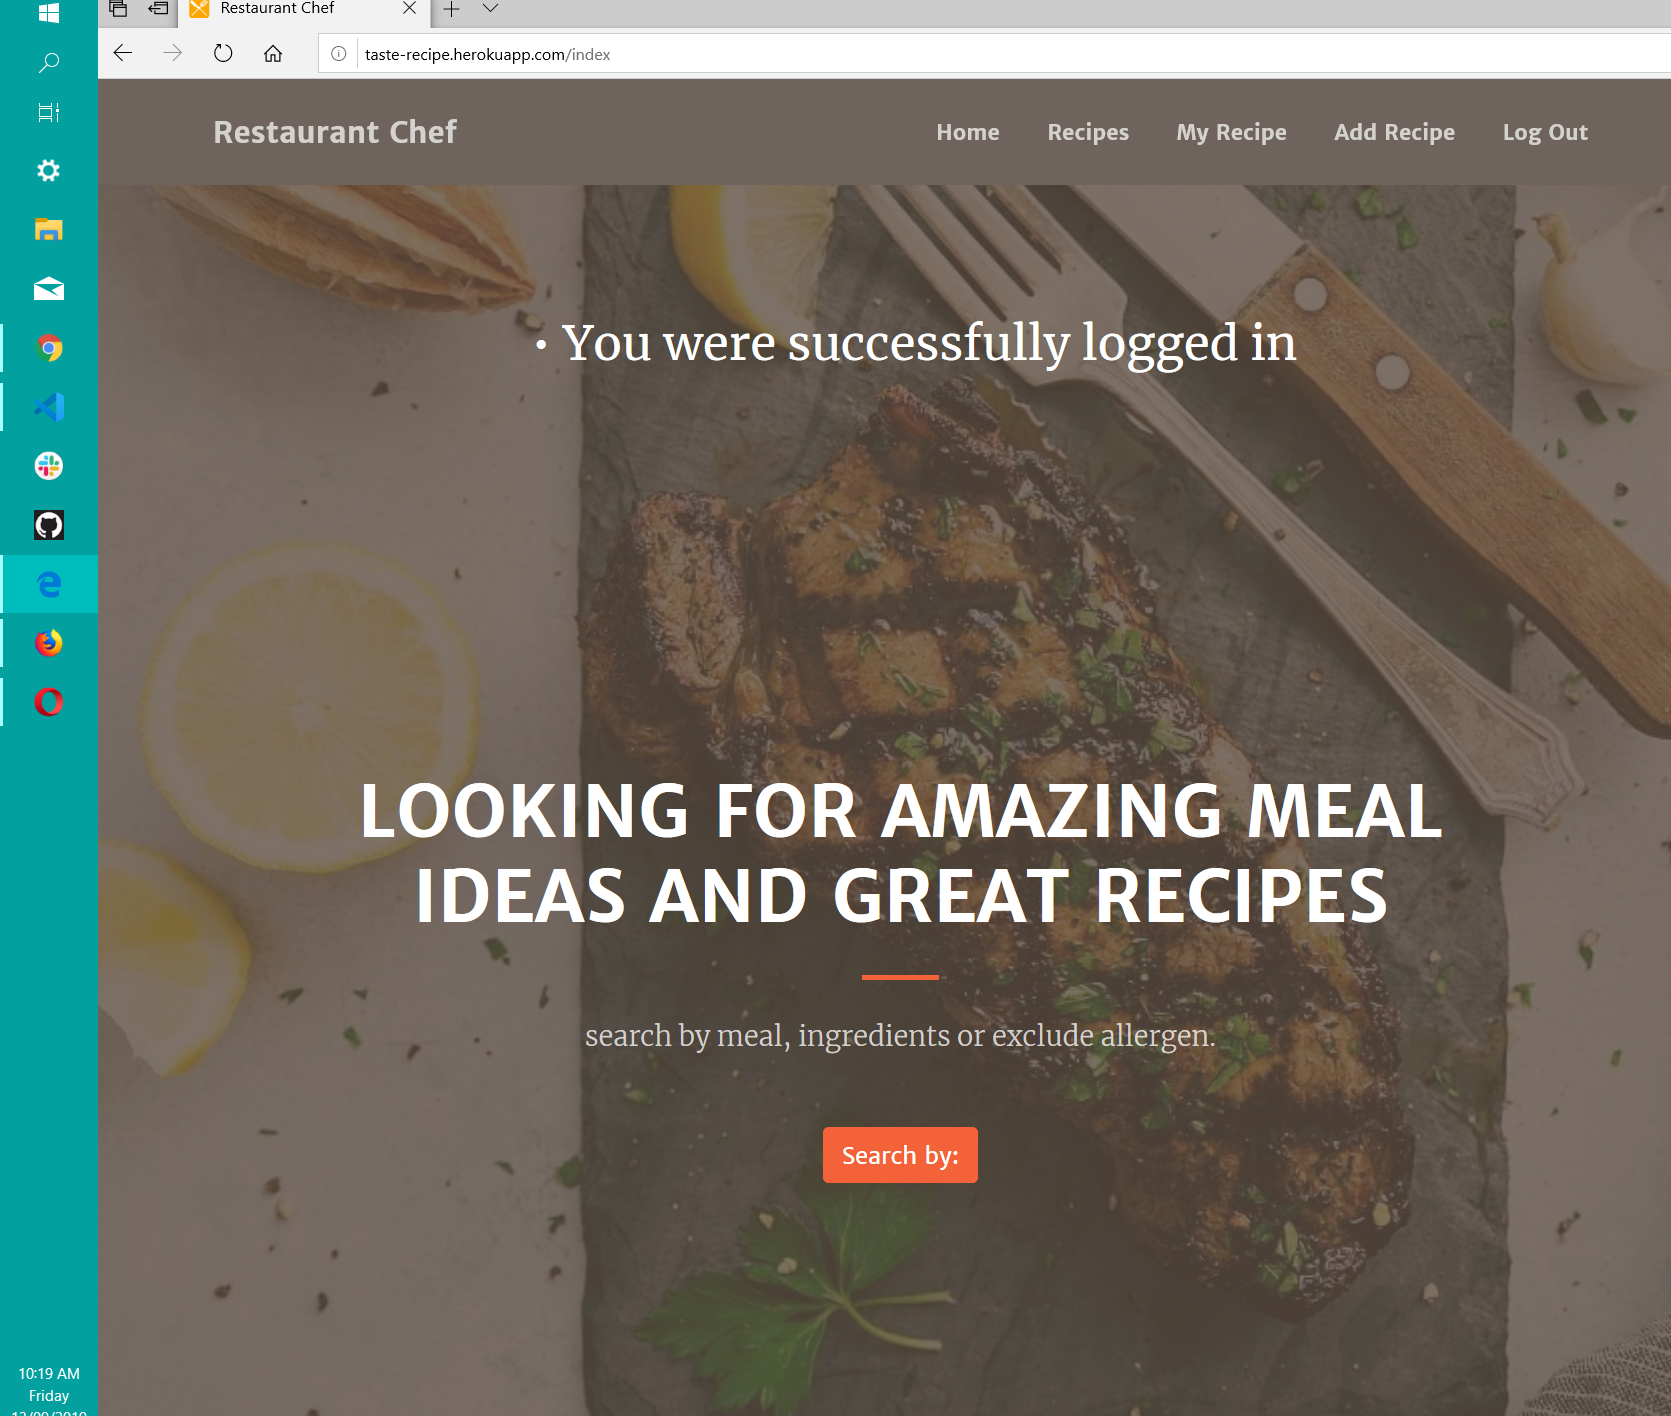 Restaurant Chef
taste-recipe.herokuapp.com/index
Restaurant Chef
Home Recipes My Recipe Add Recipe Log Out
• You were successfully logged in
LOOKING FOR AMAZING MEAL
IDEAS AND GREAT RECIPES
search by meal, ingredients or exclude allergen.
Search by:
10:19 AM
Friday